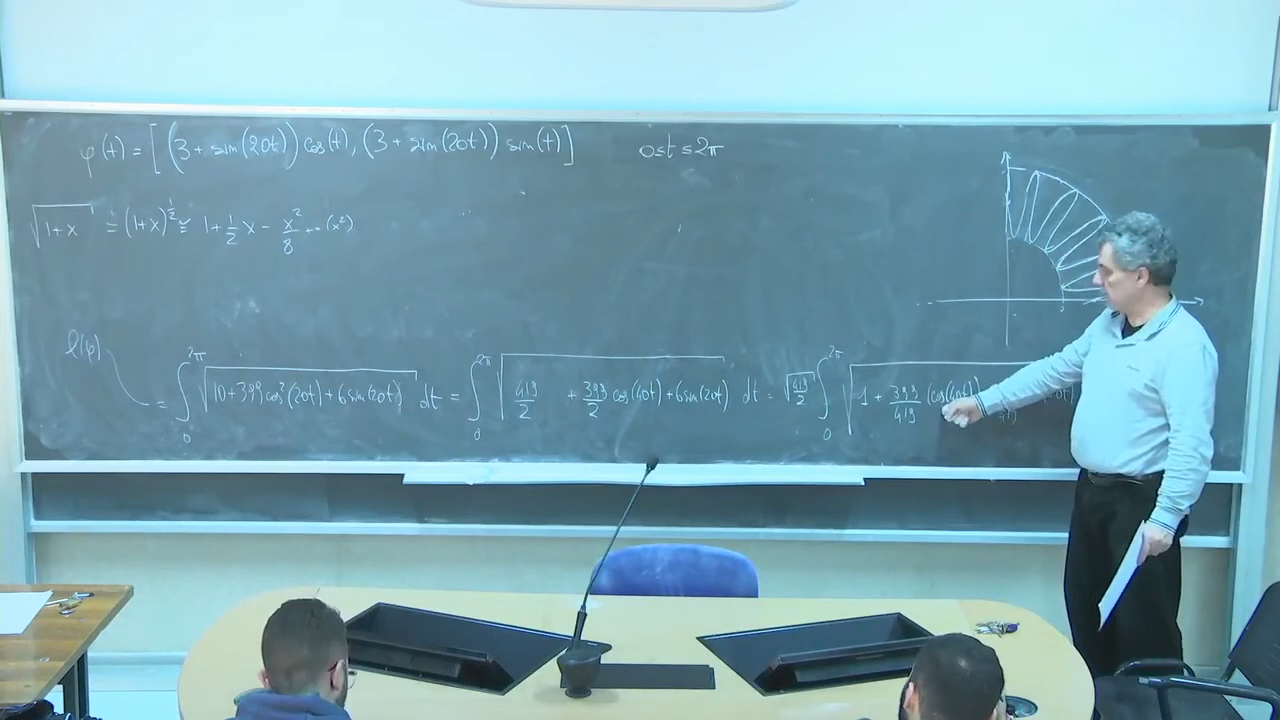 φ(t) = [(3 + sin(20t)) cos(t), (3 + sin(20t)) sin(t)] 0 ≤ t ≤ 2π
√(1+x) = (1+x)^(1/2) ≅ 1 + 1/2 x - x²/8 + (x²)
ℓ(φ) = ∫₀^(2π) √(10 + 399 cos²(20t) + 6 sin(20t)) dt = ∫₀^(2π) √(419/2 + 399/2 cos(40t) + 6 sin(20t)) dt = √(419/2) ∫₀^(2π) √(1 + 399/419 (cos(40t)